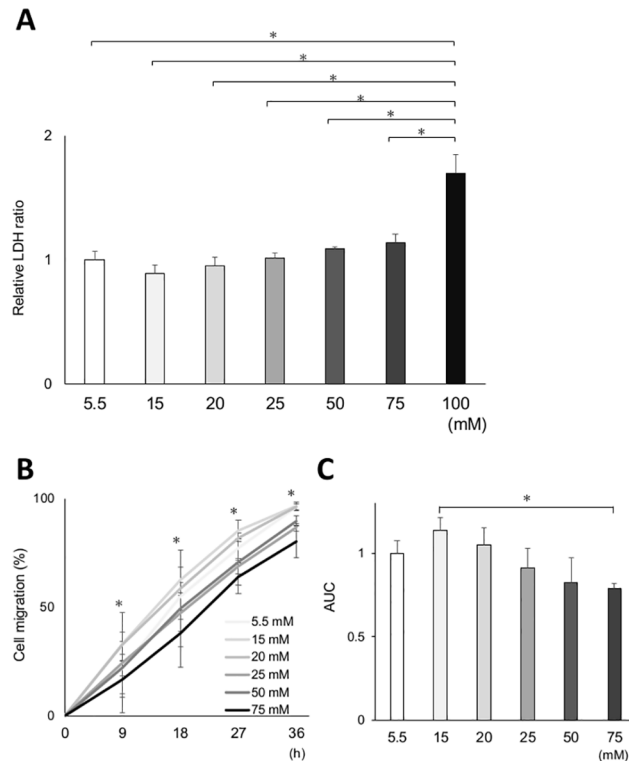 A
*
*
*
*
*
*
2
1
0
Relative LDH ratio
5.5 15 20 25 50 75 100
(mM)
B
100
50
0
Cell migration (%)
*
*
*
*
5.5 mM
15 mM
20 mM
25 mM
50 mM
75 mM
0 9 18 27 36
(h)
C
*
1
0.5
0
AUC
5.5 15 20 25 50 75
(mM)